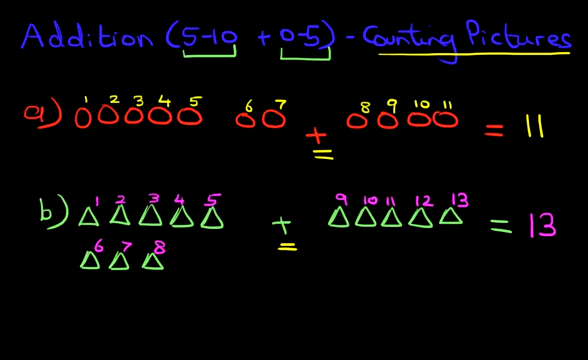 Addition (5-10 + 0-5) - Counting Pictures
1 2 3 4 5 6 7 8 9 10 11
a) + = 11
1 2 3 4 5 9 10 11 12 13
b) + = 13
6 7 8